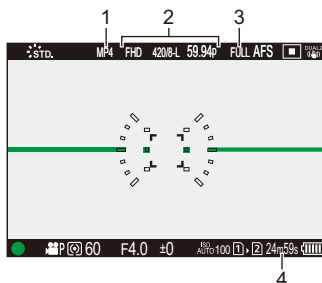 1 2 3
STD. MP4 FHD 420/8-L 59.94p FULL AFS DUAL2
P 60 F4.0 ±0 ISO AUTO 100 1 2 24m59s
4